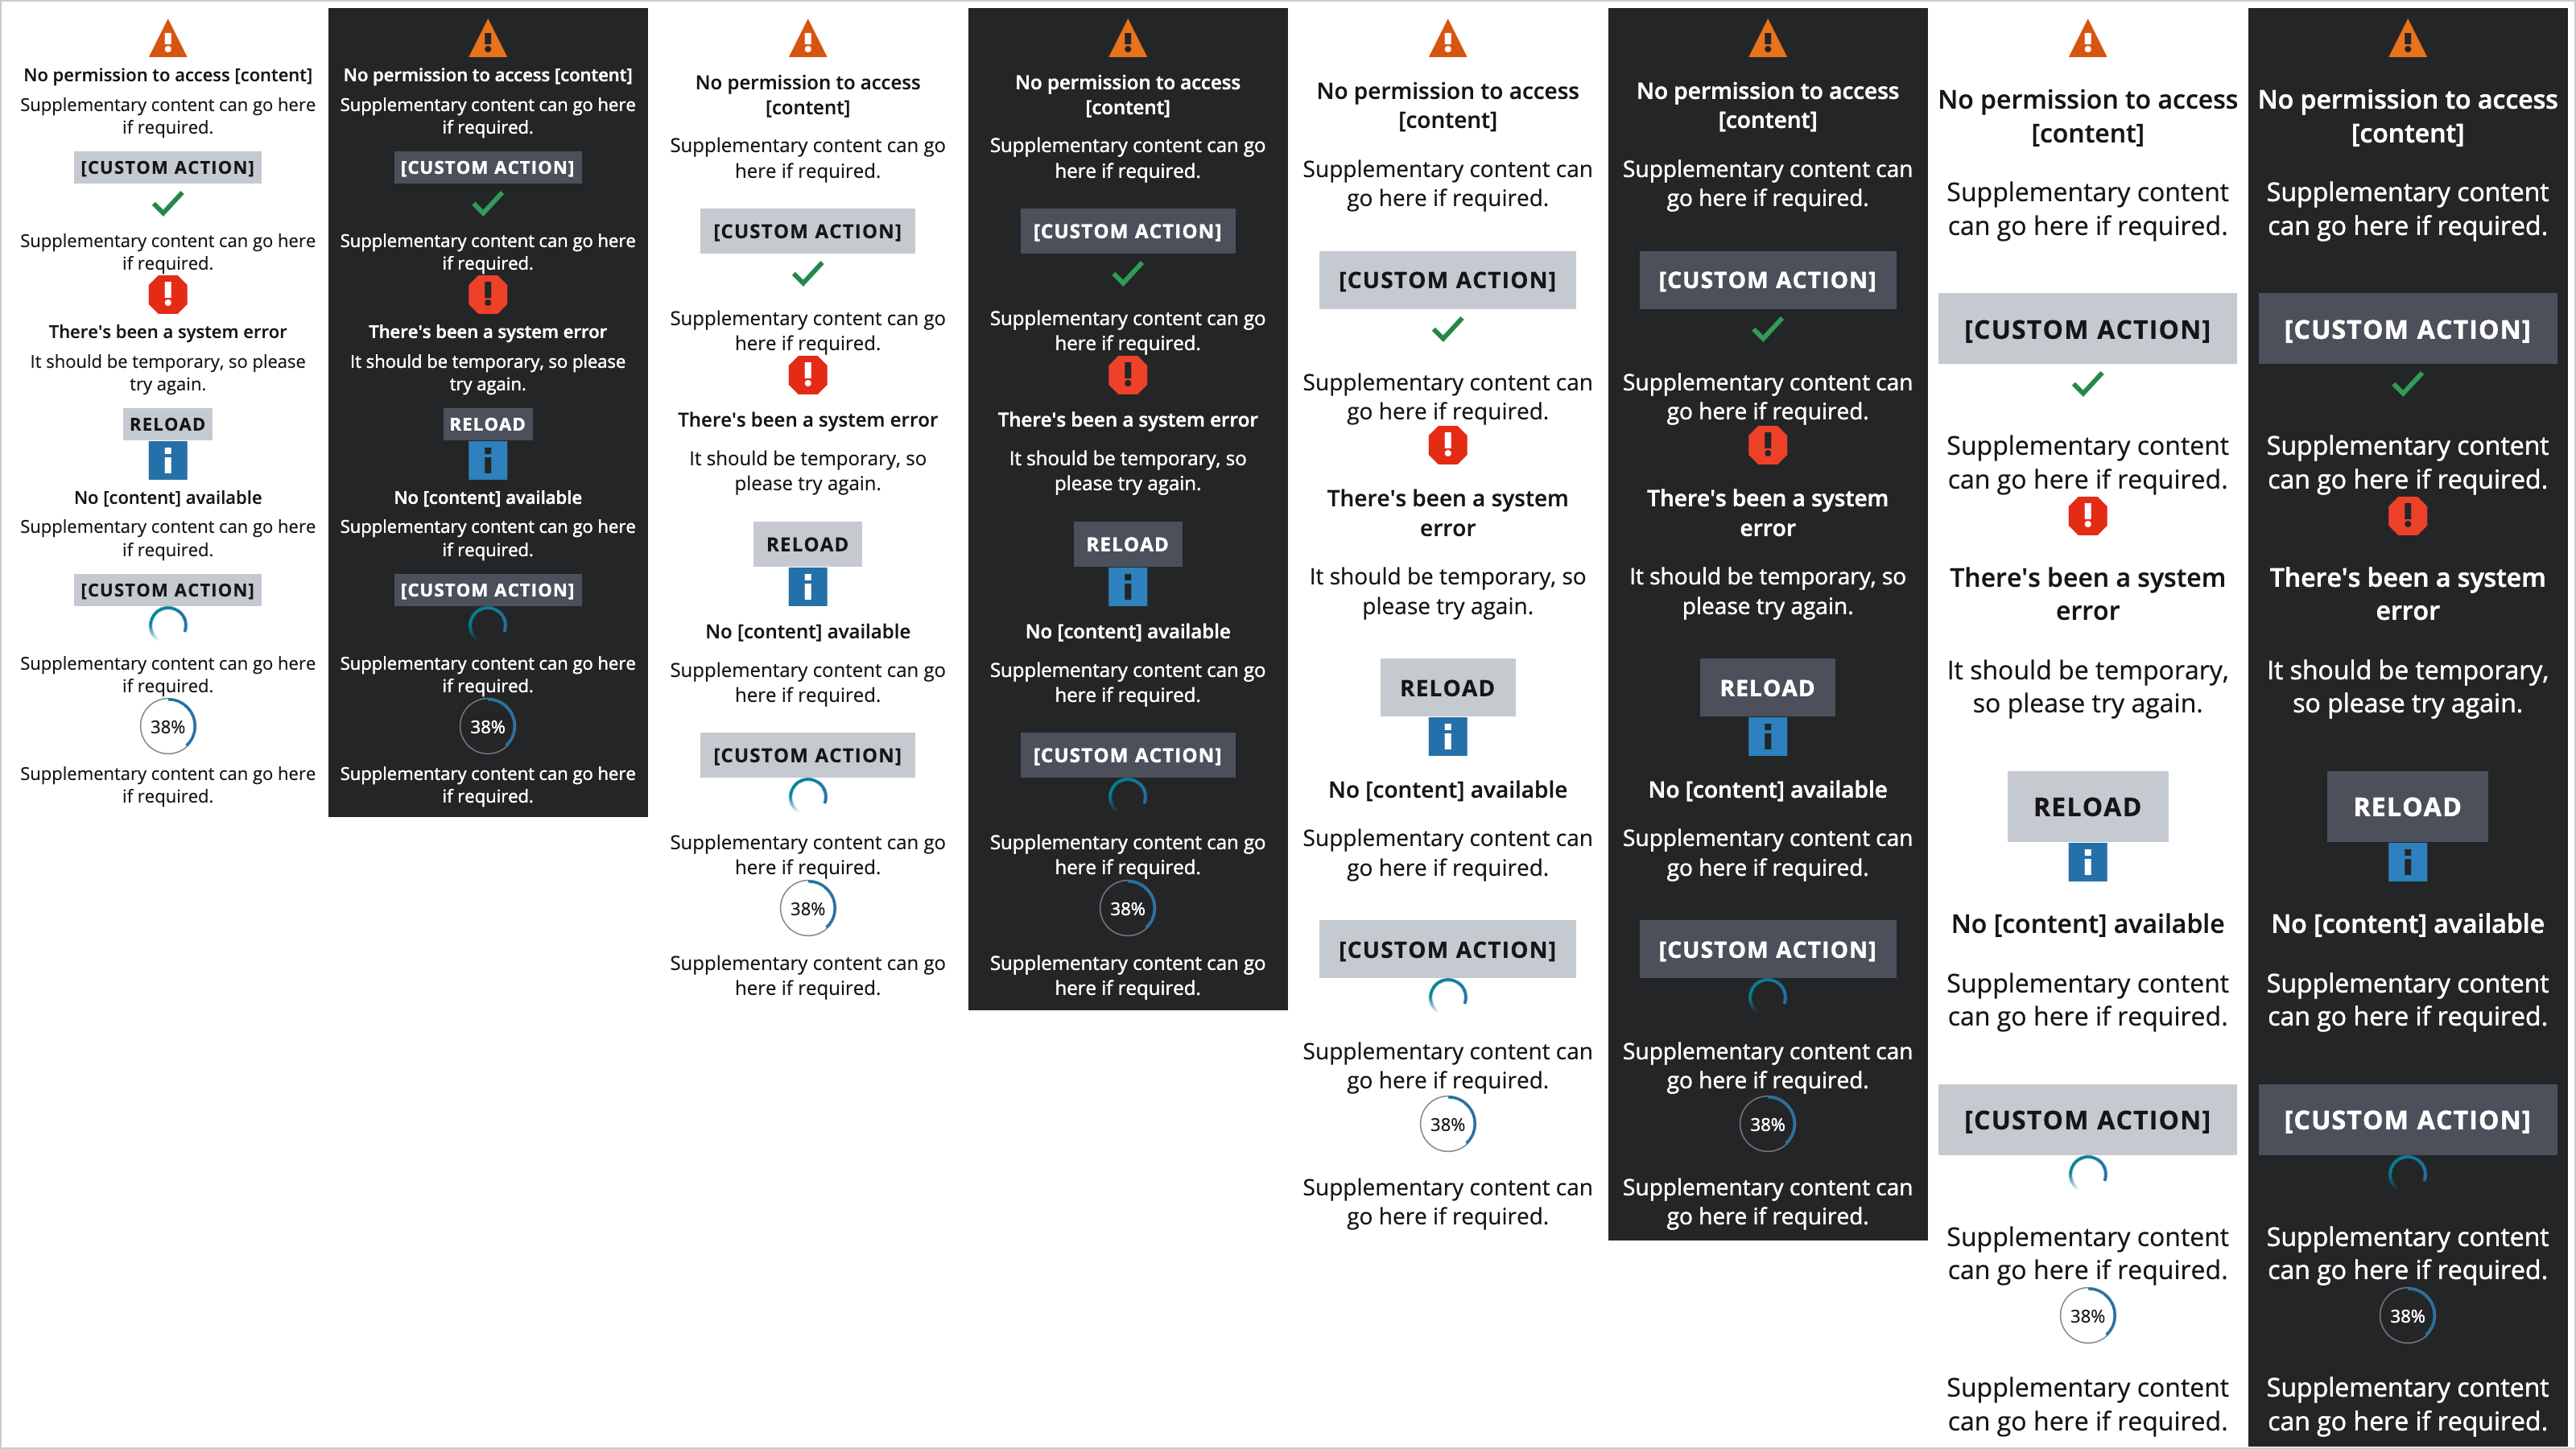 No permission to access [content]
Supplementary content can go here
if required.
[CUSTOM ACTION]
Supplementary content can go here
if required.
There's been a system error
It should be temporary, so please
try again.
RELOAD
No [content] available
Supplementary content can go here
if required.
[CUSTOM ACTION]
Supplementary content can go here
if required.
38%
Supplementary content can go here
if required.
No permission to access [content]
Supplementary content can go here
if required.
[CUSTOM ACTION]
Supplementary content can go here
if required.
There's been a system error
It should be temporary, so please
try again.
RELOAD
No [content] available
Supplementary content can go here
if required.
[CUSTOM ACTION]
Supplementary content can go here
if required.
38%
Supplementary content can go here
if required.
No permission to access
[content]
Supplementary content can go
here if required.
[CUSTOM ACTION]
Supplementary content can go
here if required.
There's been a system error
It should be temporary, so
please try again.
RELOAD
No [content] available
Supplementary content can go
here if required.
[CUSTOM ACTION]
Supplementary content can go
here if required.
38%
Supplementary content can go
here if required.
No permission to access
[content]
Supplementary content can go
here if required.
[CUSTOM ACTION]
Supplementary content can go
here if required.
There's been a system error
It should be temporary, so
please try again.
RELOAD
No [content] available
Supplementary content can go
here if required.
[CUSTOM ACTION]
Supplementary content can go
here if required.
38%
Supplementary content can go
here if required.
No permission to access
[content]
Supplementary content can
go here if required.
[CUSTOM ACTION]
Supplementary content can
go here if required.
There's been a system
error
It should be temporary, so
please try again.
RELOAD
No [content] available
Supplementary content can
go here if required.
[CUSTOM ACTION]
Supplementary content can
go here if required.
38%
Supplementary content can
go here if required.
No permission to access
[content]
Supplementary content can
go here if required.
[CUSTOM ACTION]
Supplementary content can
go here if required.
There's been a system
error
It should be temporary, so
please try again.
RELOAD
No [content] available
Supplementary content can
go here if required.
[CUSTOM ACTION]
Supplementary content can
go here if required.
38%
Supplementary content can
go here if required.
No permission to access
[content]
Supplementary content
can go here if required.
[CUSTOM ACTION]
Supplementary content
can go here if required.
There's been a system
error
It should be temporary,
so please try again.
RELOAD
No [content] available
Supplementary content
can go here if required.
[CUSTOM ACTION]
Supplementary content
can go here if required.
38%
Supplementary content
can go here if required.
No permission to access
[content]
Supplementary content
can go here if required.
[CUSTOM ACTION]
Supplementary content
can go here if required.
There's been a system
error
It should be temporary,
so please try again.
RELOAD
No [content] available
Supplementary content
can go here if required.
[CUSTOM ACTION]
Supplementary content
can go here if required.
38%
Supplementary content
can go here if required.